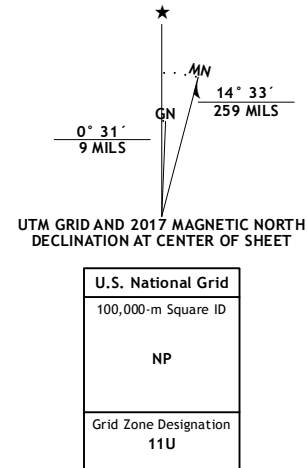 MN
GN
0° 31´
9 MILS
14° 33´
259 MILS
UTM GRID AND 2017 MAGNETIC NORTH
DECLINATION AT CENTER OF SHEET
U.S. National Grid
100,000-m Square ID
NP
Grid Zone Designation
11U